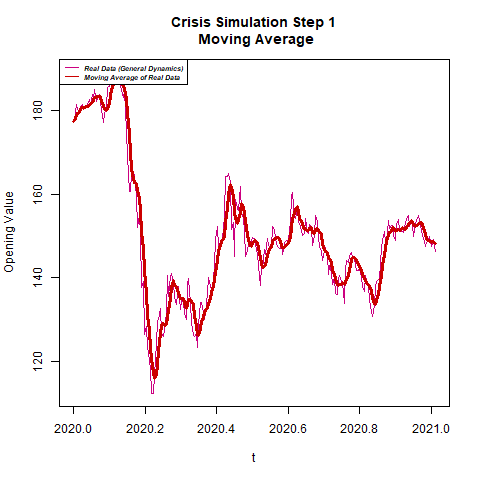 Crisis Simulation Step 1
Moving Average
Real Data (General Dynamics)
Moving Average of Real Data
Opening Value
180
160
140
120
2020.0 2020.2 2020.4 2020.6 2020.8 2021.0
t